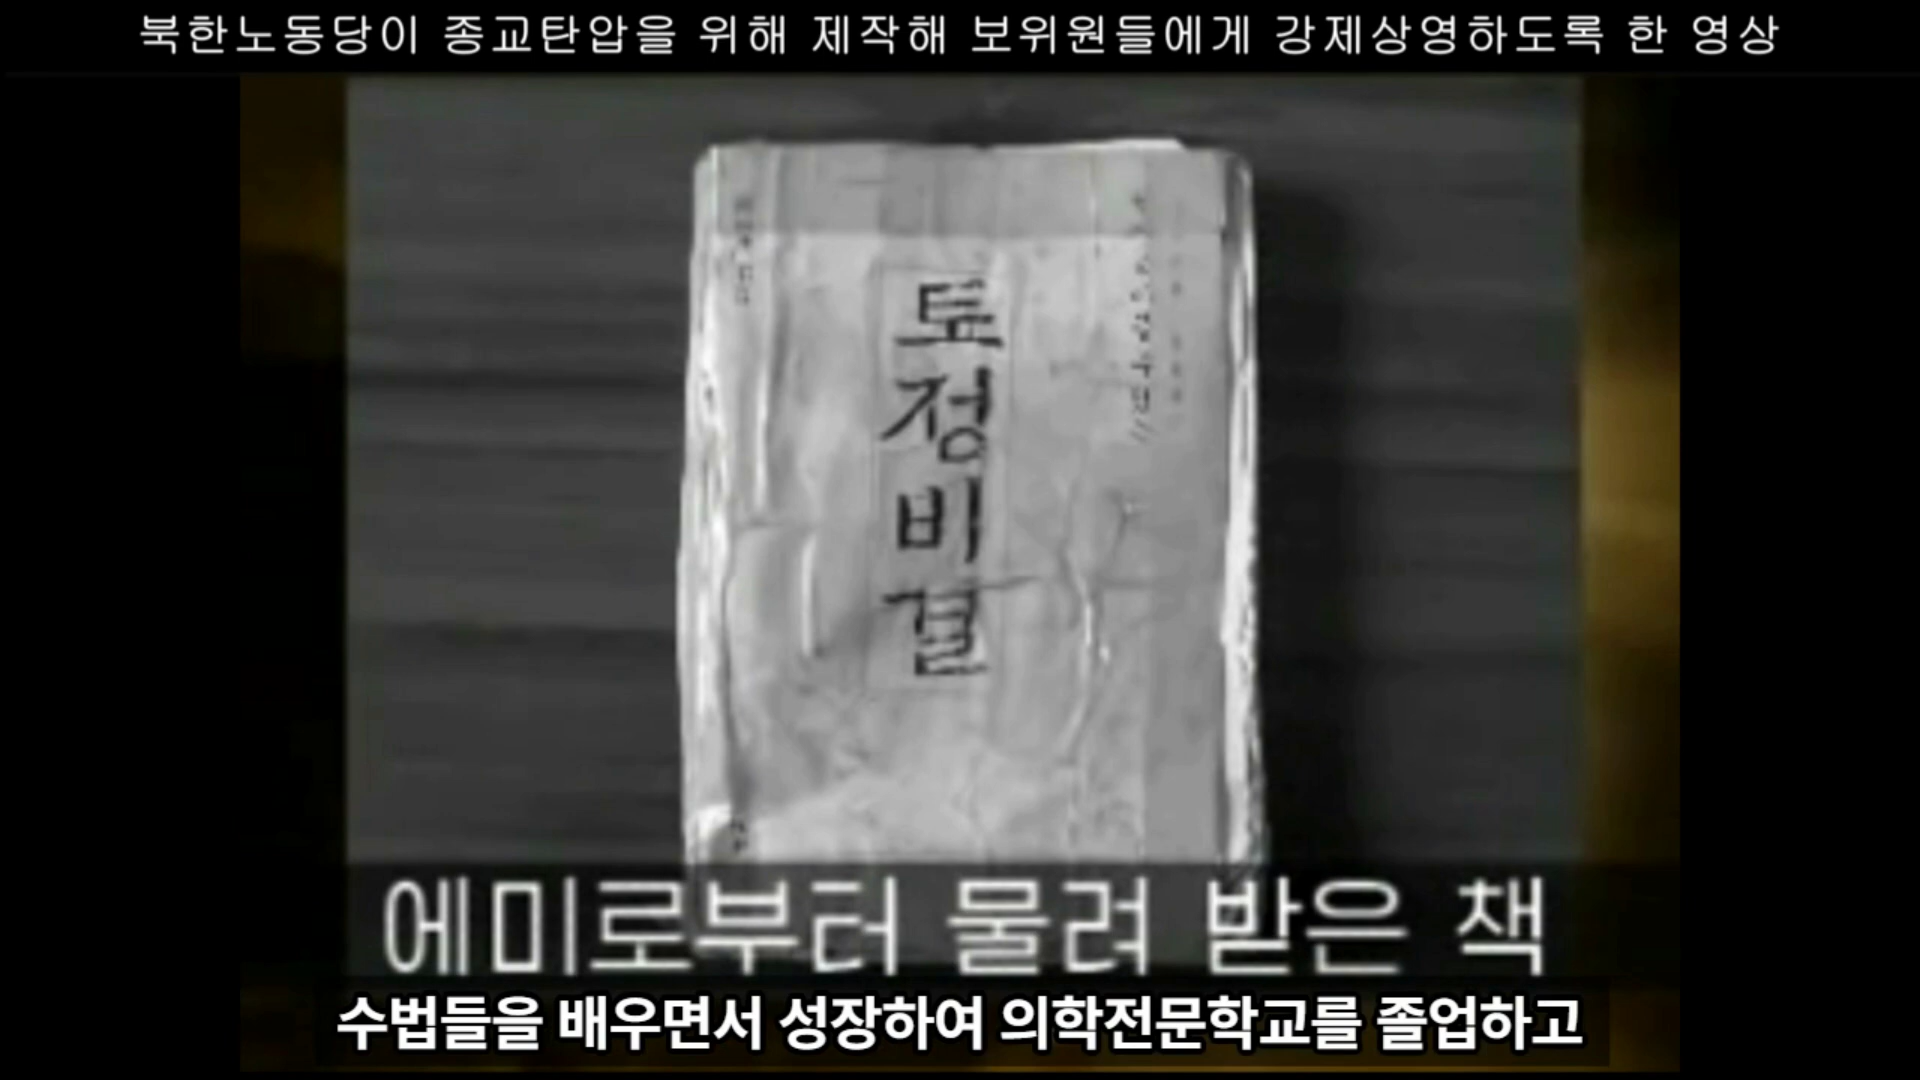 북한노동당이 종교탄압을 위해 제작해 보위원들에게 강제상영하도록 한 영상
토정비결
에미로부터 물려 받은 책
수법들을 배우면서 성장하여 의학전문학교를 졸업하고